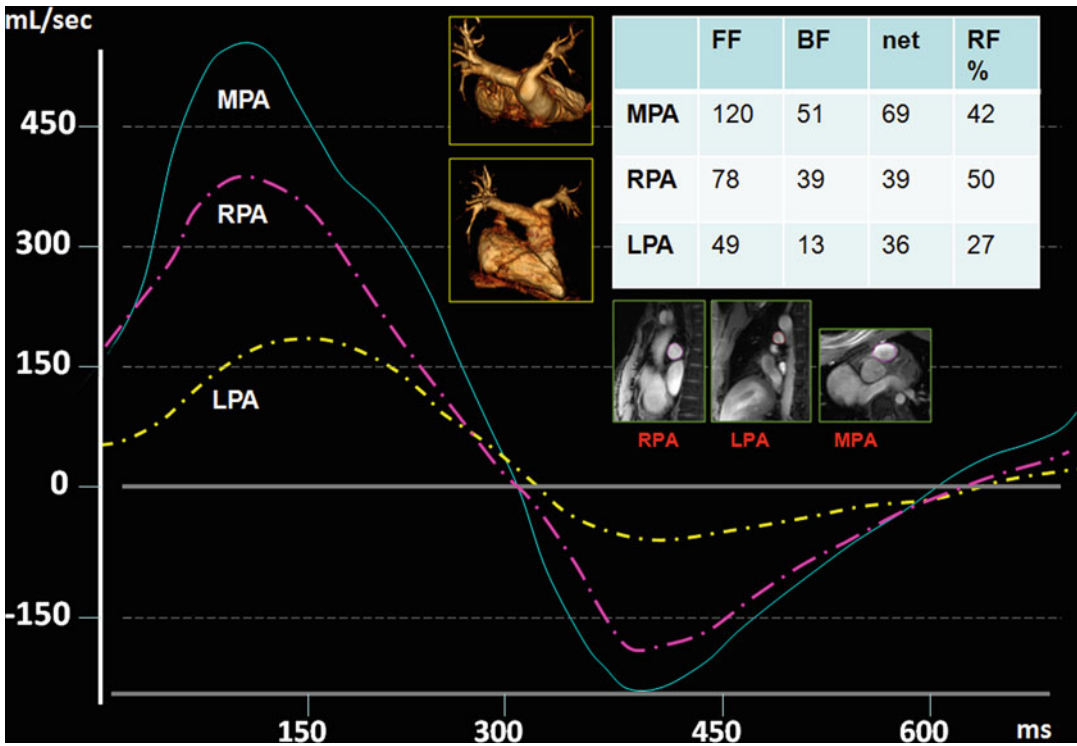 mL/sec
450
300
150
0
-150
MPA
RPA
LPA
FF BF net RF %
MPA 120 51 69 42
RPA 78 39 39 50
LPA 49 13 36 27
RPA LPA MPA
150 300 450 600 ms